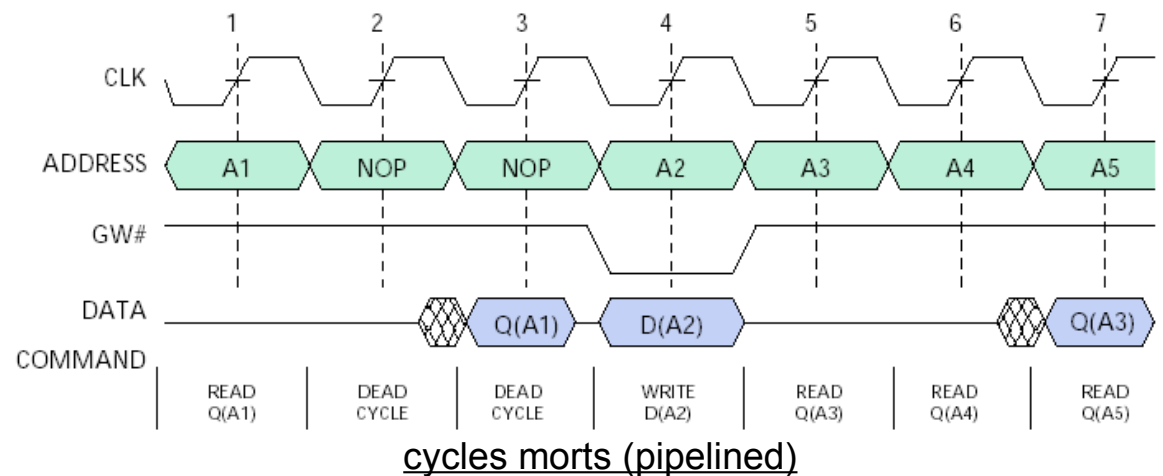 1 2 3 4 5 6 7
CLK
ADDRESS A1 NOP NOP A2 A3 A4 A5
GW#
DATA Q(A1) D(A2) Q(A3)
COMMAND
READ DEAD DEAD WRITE READ READ READ
Q(A1) CYCLE CYCLE D(A2) Q(A3) Q(A4) Q(A5)
cycles morts (pipelined)